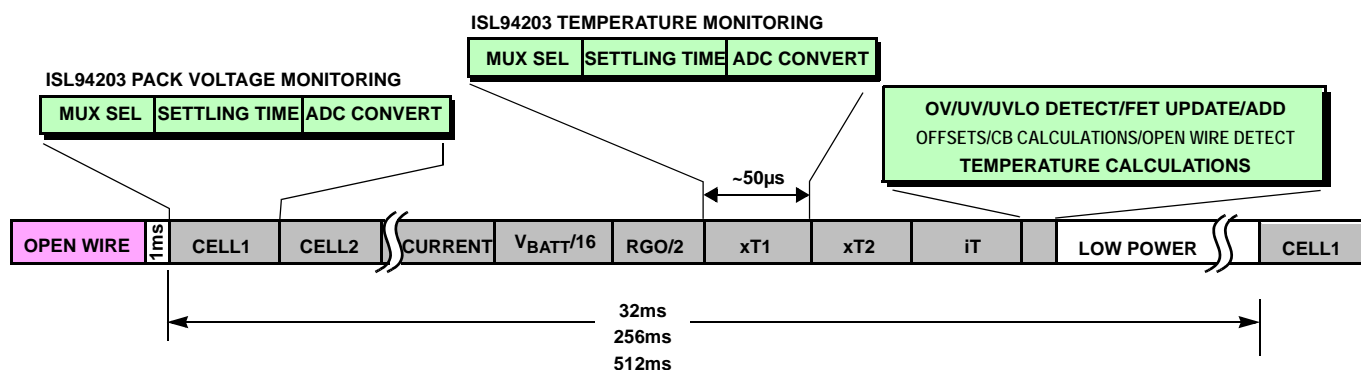 ISL94203 TEMPERATURE MONITORING
MUX SEL SETTLING TIME ADC CONVERT
ISL94203 PACK VOLTAGE MONITORING
MUX SEL SETTLING TIME ADC CONVERT
OV/UV/UVLO DETECT/FET UPDATE/ADD
OFFSETS/CB CALCULATIONS/OPEN WIRE DETECT
TEMPERATURE CALCULATIONS
~50µs
OPEN WIRE 1ms CELL1 CELL2 CURRENT VBATT/16 RGO/2 xT1 xT2 iT LOW POWER CELL1
32ms
256ms
512ms